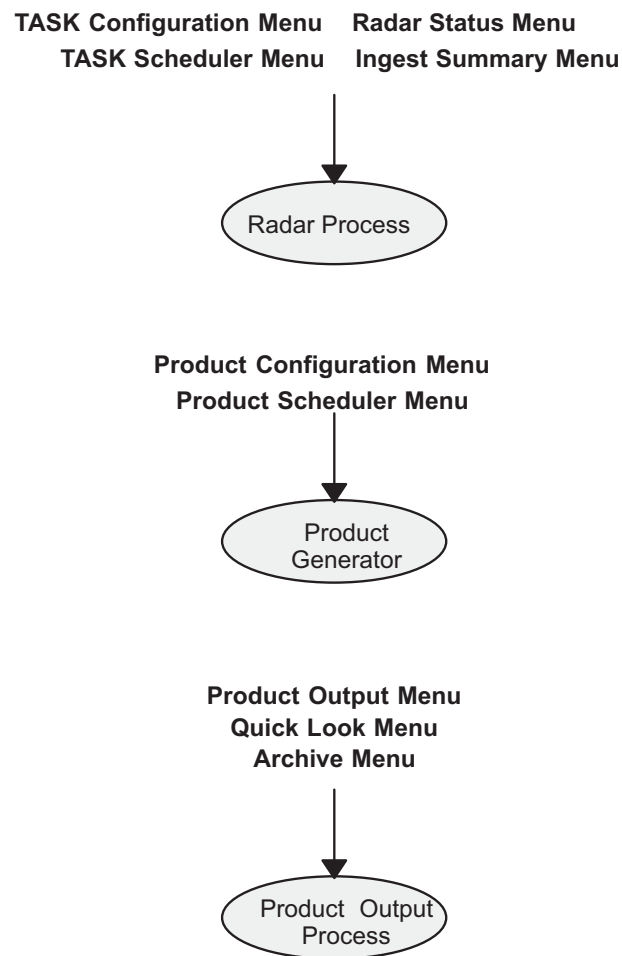 TASK Configuration Menu Radar Status Menu
TASK Scheduler Menu Ingest Summary Menu
Radar Process
Product Configuration Menu
Product Scheduler Menu
Product
Generator
Product Output Menu
Quick Look Menu
Archive Menu
Product Output
Process